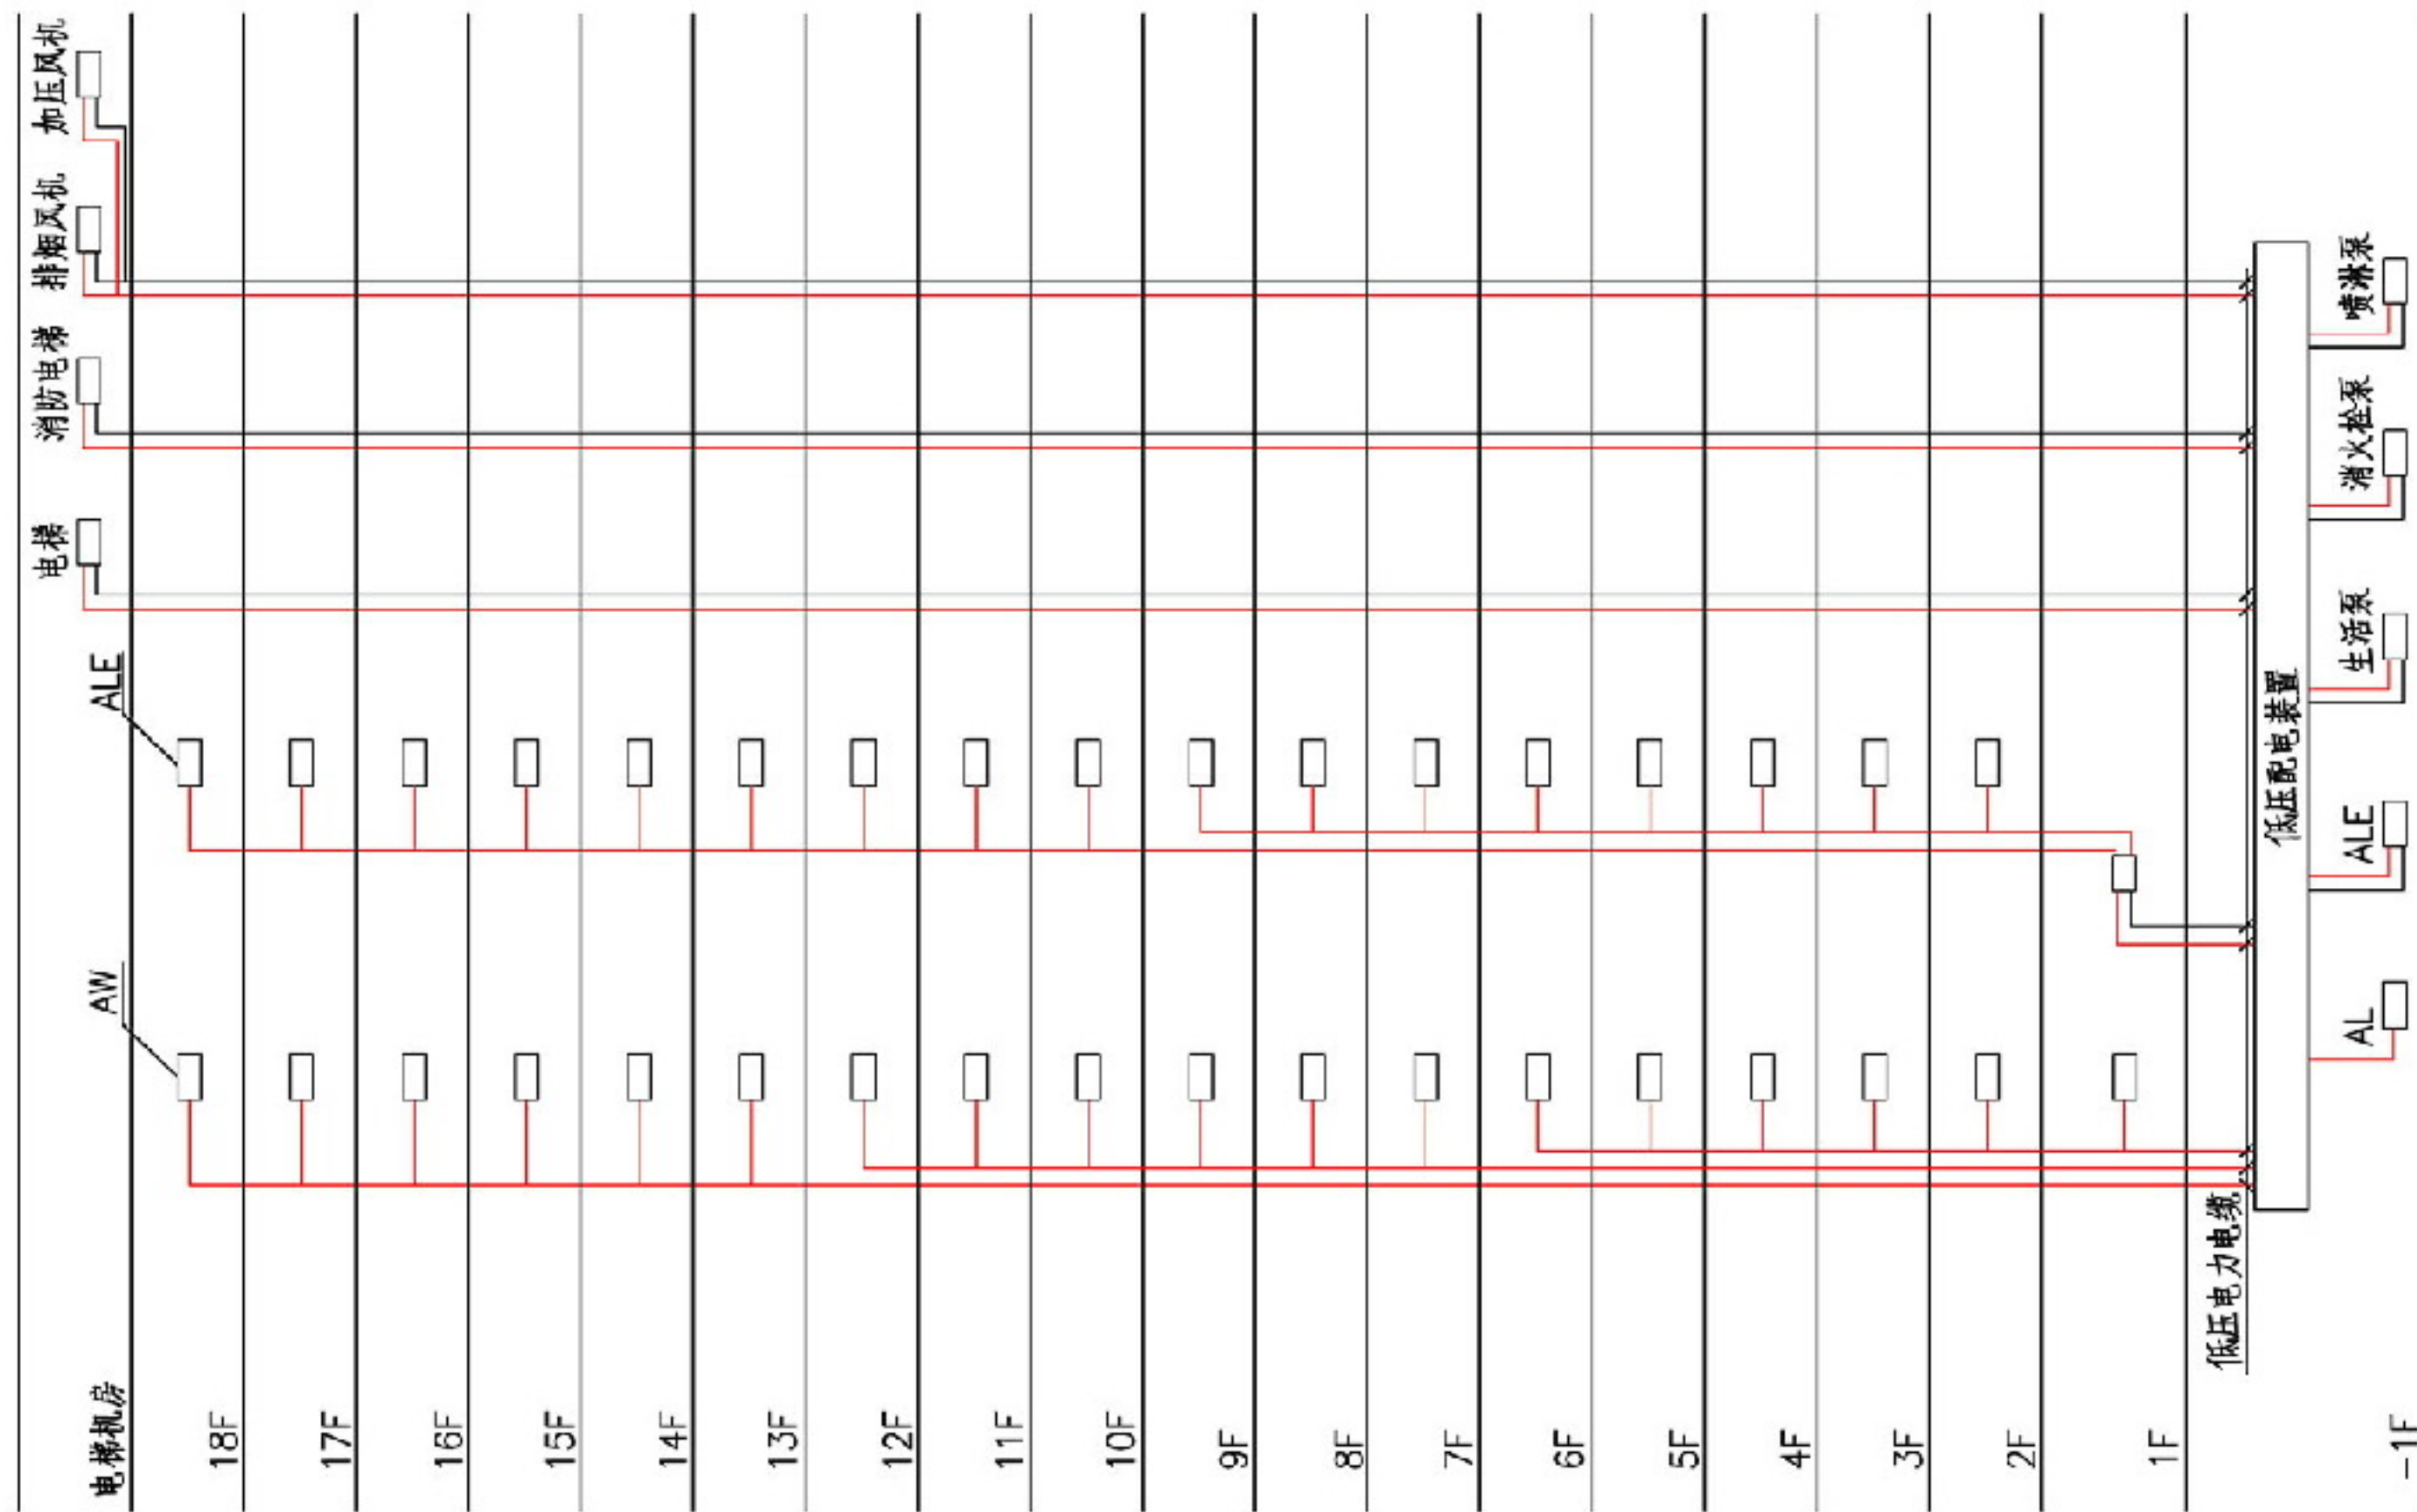 加压风机
排烟风机
消防电梯
电梯
ALE
AW
电梯机房
18F
17F
16F
15F
14F
13F
12F
11F
10F
9F
8F
7F
6F
5F
4F
3F
2F
1F
低压电力电缆
低压配电装置
喷淋泵
消火栓泵
生活泵
ALE
AL
-1F